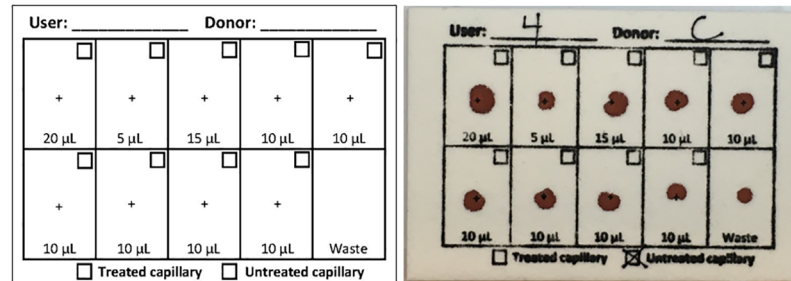 User: ______________ Donor: ______________
20 µL 5 µL 15 µL 10 µL 10 µL
10 µL 10 µL 10 µL 10 µL Waste
Treated capillary Untreated capillary
User: 4 Donor: C
20 µL 5 µL 15 µL 10 µL 10 µL
10 µL 10 µL 10 µL 10 µL Waste
Treated capillary Untreated capillary